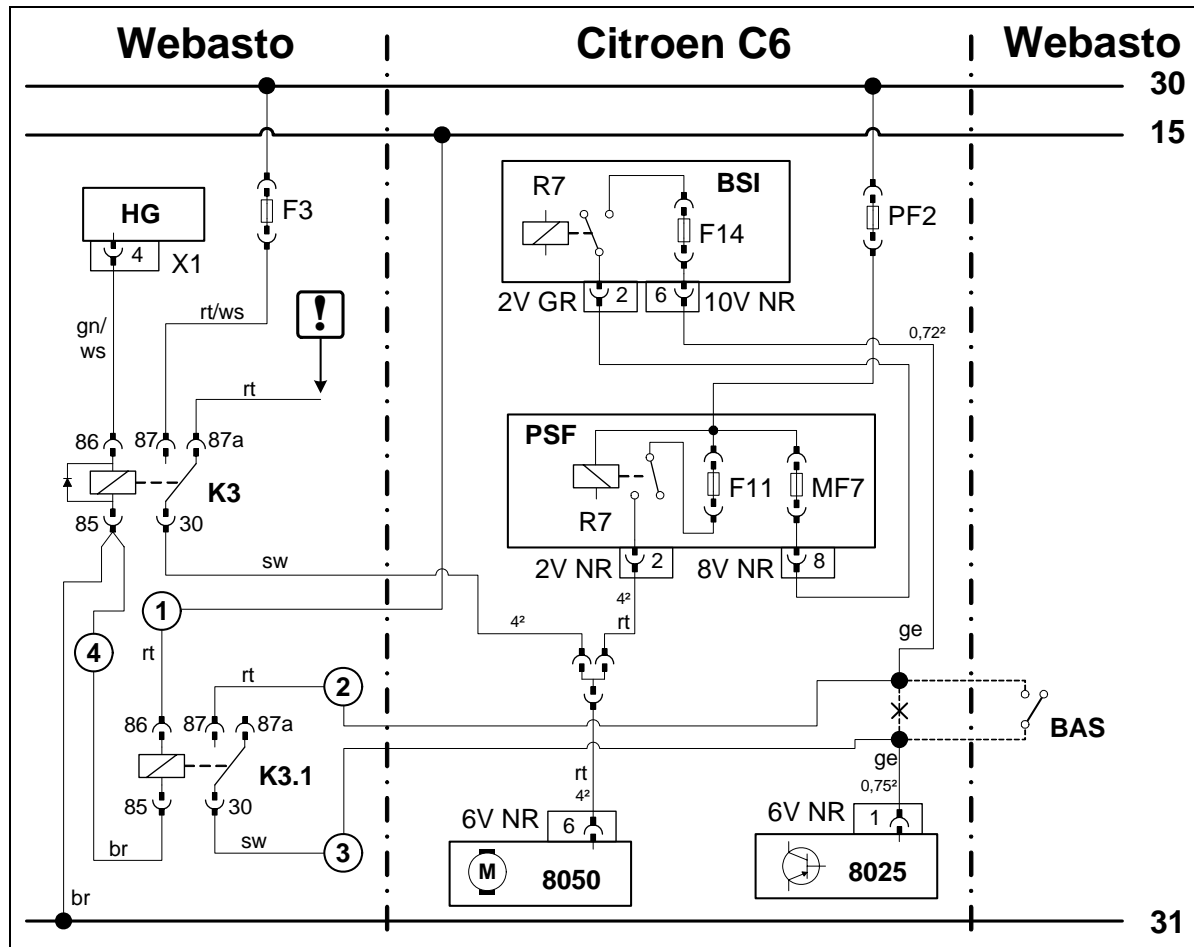 Webasto
Citroen C6
Webasto
30
15
HG
4
X1
F3
R7
BSI
F14
PF2
2V GR
2
6
10V NR
gn/
ws
rt/ws
!
0,72²
rt
86
87
87a
PSF
K3
R7
F11
MF7
85
30
2V NR
2
8V NR
8
sw
4²
rt
4²
1
4
rt
ge
rt
2
86
87
87a
K3.1
BAS
85
30
rt
4²
ge
0,75²
6V NR
6
6V NR
1
br
sw
3
M
8050
8025
br
31